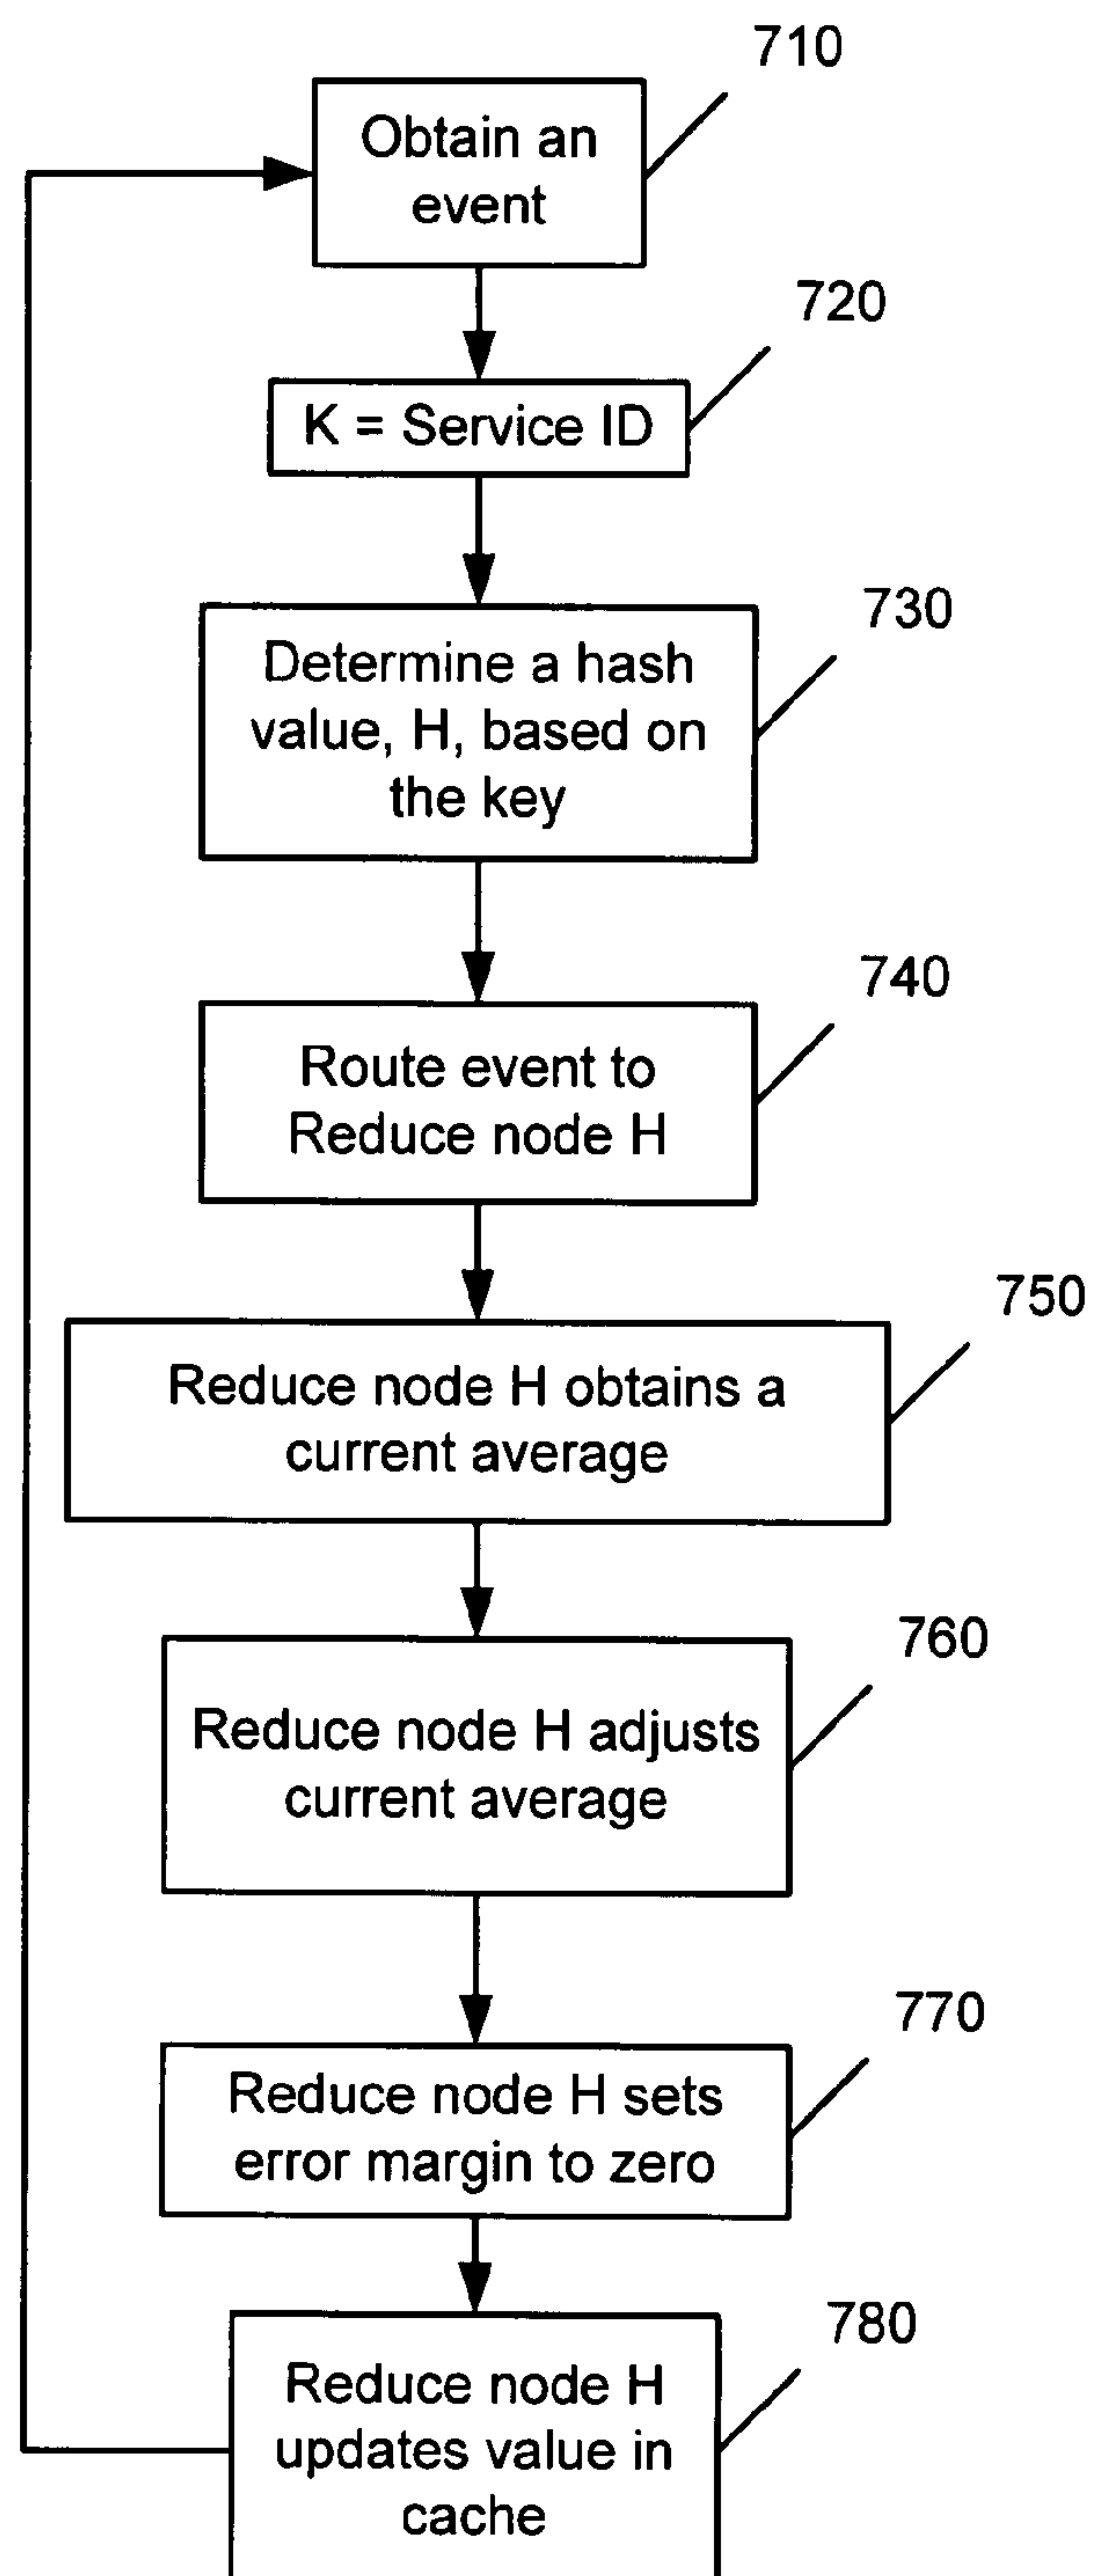 710
Obtain an
event
720
K = Service ID
730
Determine a hash
value, H, based on
the key
740
Route event to
Reduce node H
750
Reduce node H obtains a
current average
760
Reduce node H adjusts
current average
770
Reduce node H sets
error margin to zero
780
Reduce node H
updates value in
cache